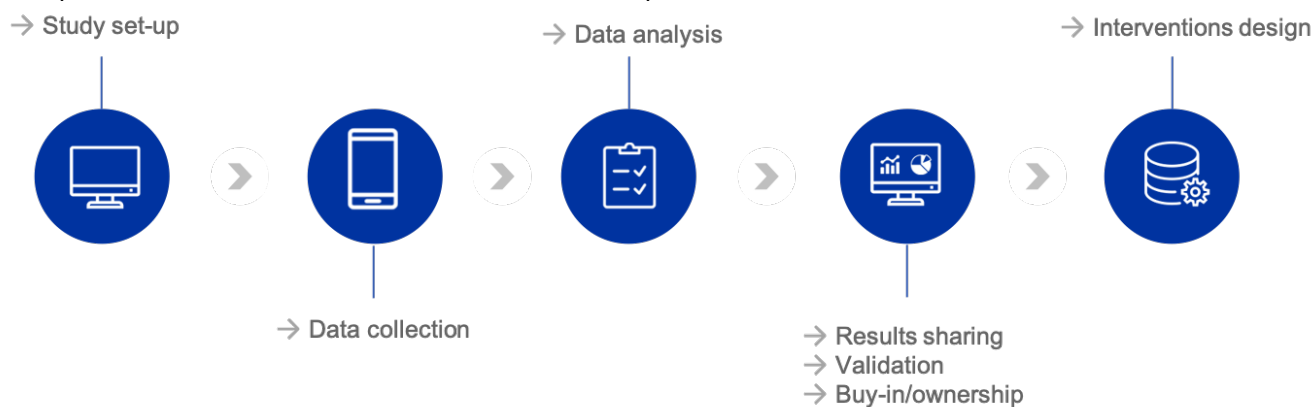 → Study set-up
→ Data collection
→ Data analysis
→ Results sharing
→ Validation
→ Buy-in/ownership
→ Interventions design